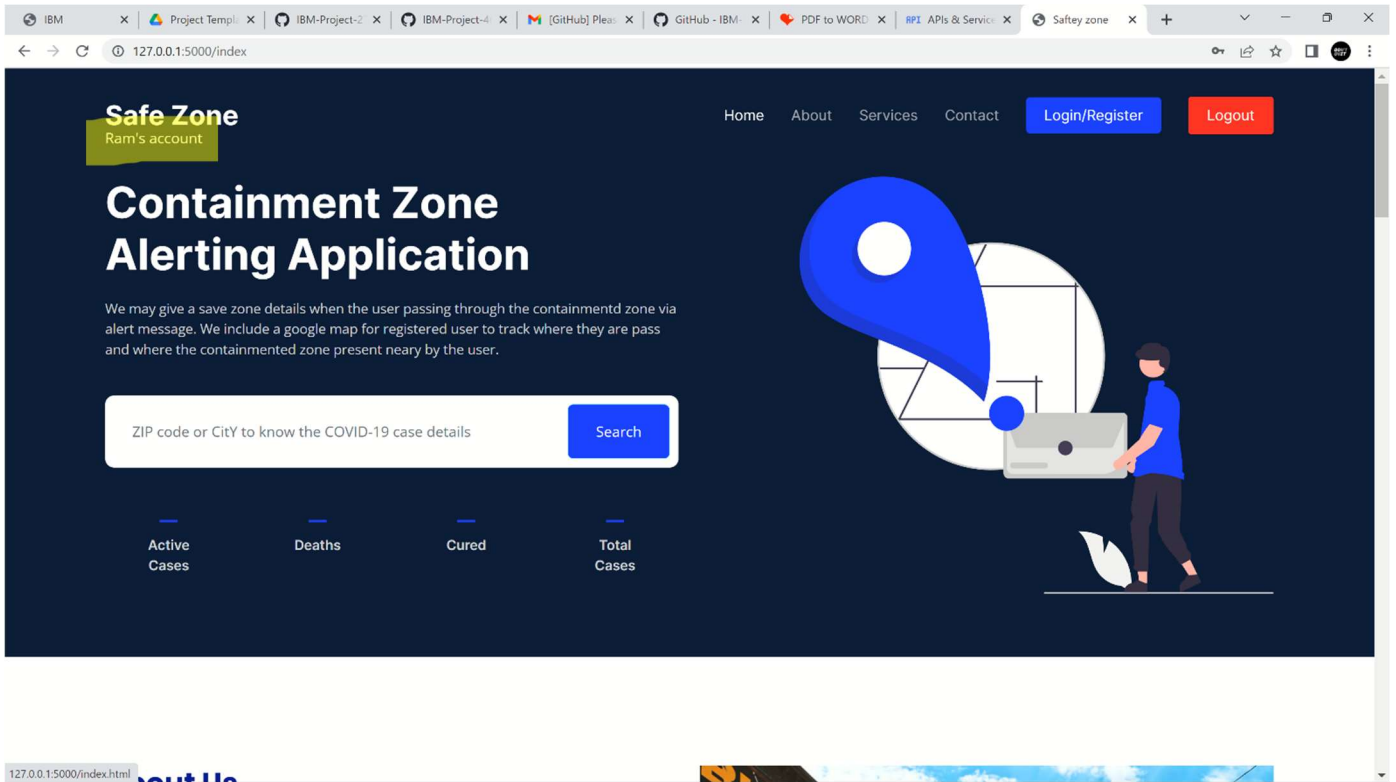 IBM
Project Templ
IBM-Project-2
IBM-Project-4
[GitHub] Pleas
GitHub - IBM-
PDF to WORD
API APIs & Service
Saftey zone
127.0.0.1:5000/index
Safe Zone
Ram's account
Home About Services Contact Login/Register Logout
Containment Zone
Alerting Application
We may give a save zone details when the user passing through the containmentd zone via
alert message. We include a google map for registered user to track where they are pass
and where the containmented zone present neary by the user.
ZIP code or CitY to know the COVID-19 case details Search
Active
Cases
Deaths
Cured
Total
Cases
127.0.0.1:5000/index.html
out Us